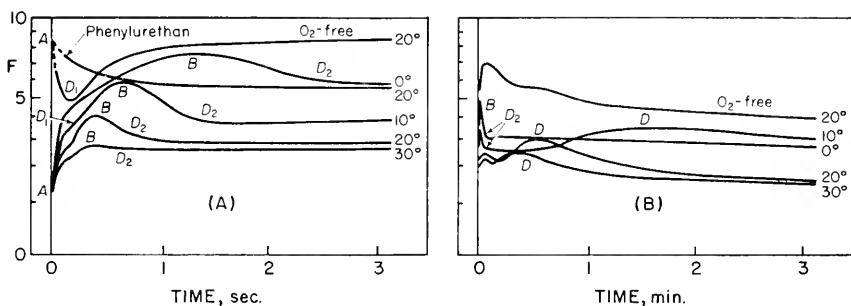 10
F
5
0
A
Phenylurethan
O₂-free
20°
D₁
B
D₂
0°
20°
D₁
B
D₂
10°
B
D₂
20°
B
D₂
30°
A
(A)
0
1
2
3
TIME, sec.
O₂-free
20°
B
D₂
D
D
10°
0°
D
20°
30°
(B)
0
1
2
3
TIME, min.